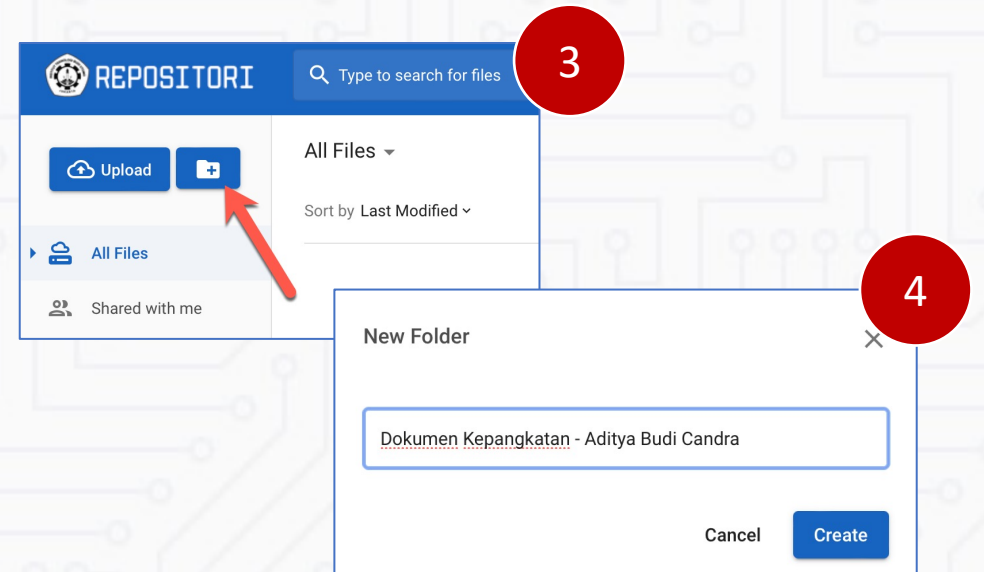 3
REPOSITORI
Type to search for files
Upload
All Files
Sort by Last Modified
All Files
Shared with me
4
New Folder
Dokumen Kepangkatan - Aditya Budi Candra
Cancel
Create